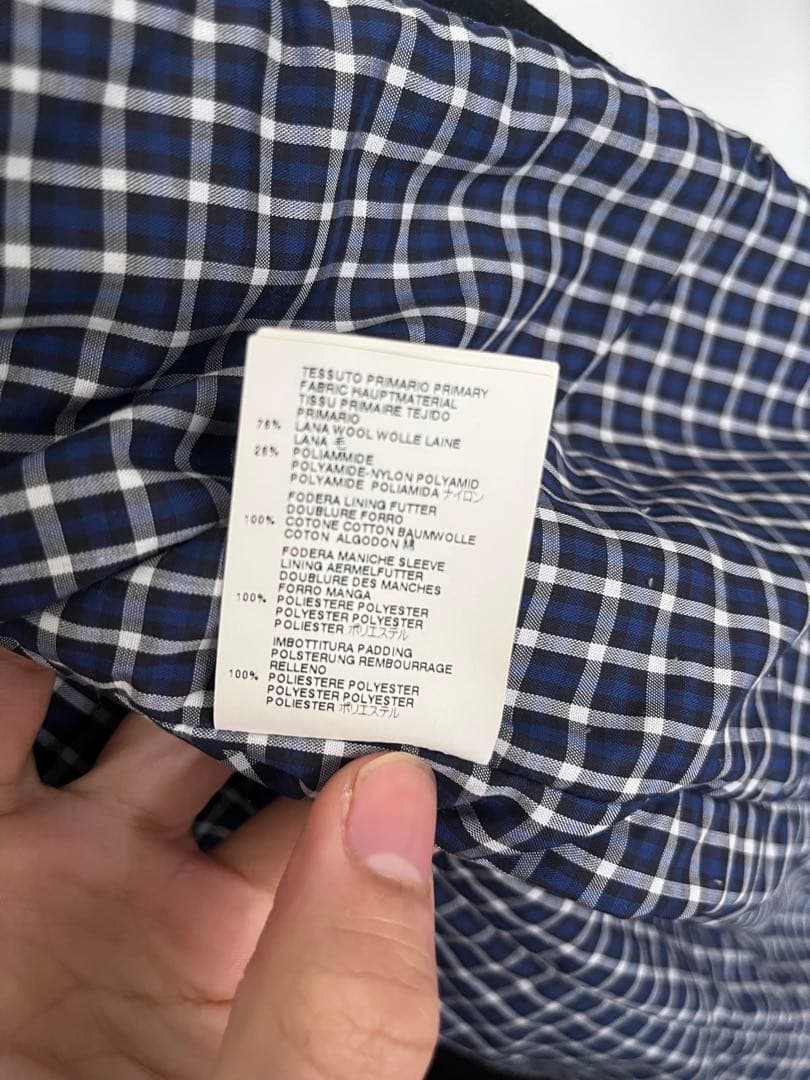 TESSUTO PRIMARIO PRIMARY
FABRIC HAUPTMATERIAL
TISSU PRIMAIRE TEJIDO
PRIMARIO
75% LANA WOOL WOLLE LAINE
LANA 毛
25% POLIAMMIDE
POLYAMIDE-NYLON POLYAMID
POLYAMIDE POLIAMIDA ナイロン
FODERA LINING FUTTER
DOUBLURE FORRO
100% COTONE COTTON BAUMWOLLE
COTON ALGODON 綿
FODERA MANICHE SLEEVE
LINING AERMELFUTTER
DOUBLURE DES MANCHES
FORRO MANGA
100% POLIESTERE POLYESTER
POLYESTER POLYESTER
POLIESTER ポリエステル
IMBOTTITURA PADDING
POLSTERUNG REMBOURRAGE
RELLENO
100% POLIESTERE POLYESTER
POLYESTER POLYESTER
POLIESTER ポリエステル